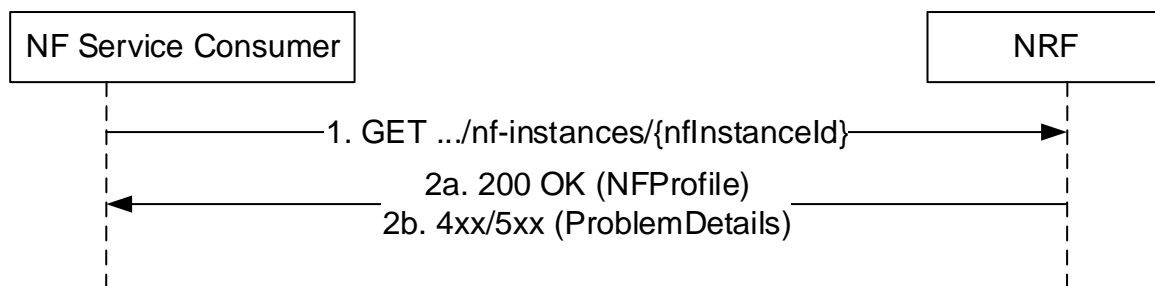 NF Service Consumer
NRF
1. GET .../nf-instances/{nfInstanceId}
2a. 200 OK (NFProfile)
2b. 4xx/5xx (ProblemDetails)